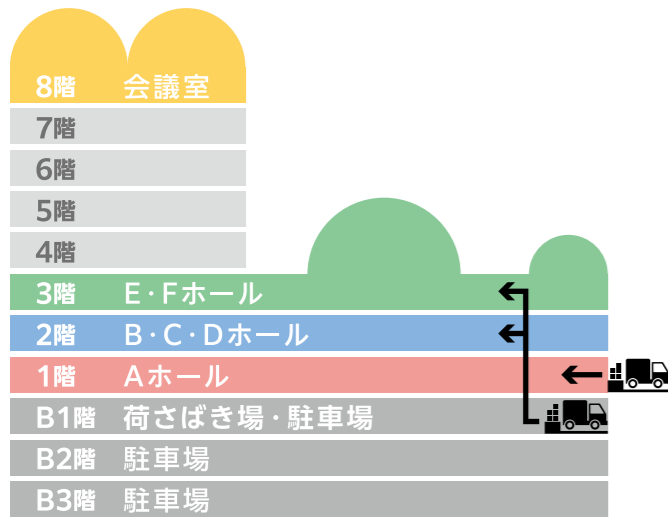 8階 会議室
7階
6階
5階
4階
3階 E・Fホール
2階 B・C・Dホール
1階 Aホール
B1階 荷さばき場・駐車場
B2階 駐車場
B3階 駐車場